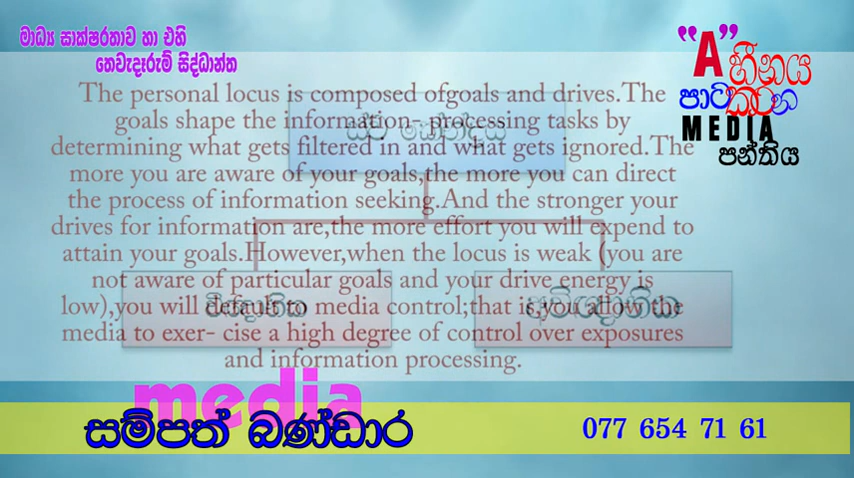 මාධ්‍ය සාක්ෂරතාව හා එහි
තෙවැදෑරුම් සිද්ධාන්ත
"A" හීනය
පාට කරන
MEDIA
පන්තිය
The personal locus is composed ofgoals and drives.The
goals shape the information- processing tasks by
determining what gets filtered in and what gets ignored.The
more you are aware of your goals,the more you can direct
the process of information seeking.And the stronger your
drives for information are,the more effort you will expend to
attain your goals.However,when the locus is weak (you are
not aware of particular goals and your drive energy is
low),you will default to media control;that is,you allow the
media to exer- cise a high degree of control over exposures
and information processing.
media
සම්පත් බණ්ඩාර
077 654 71 61